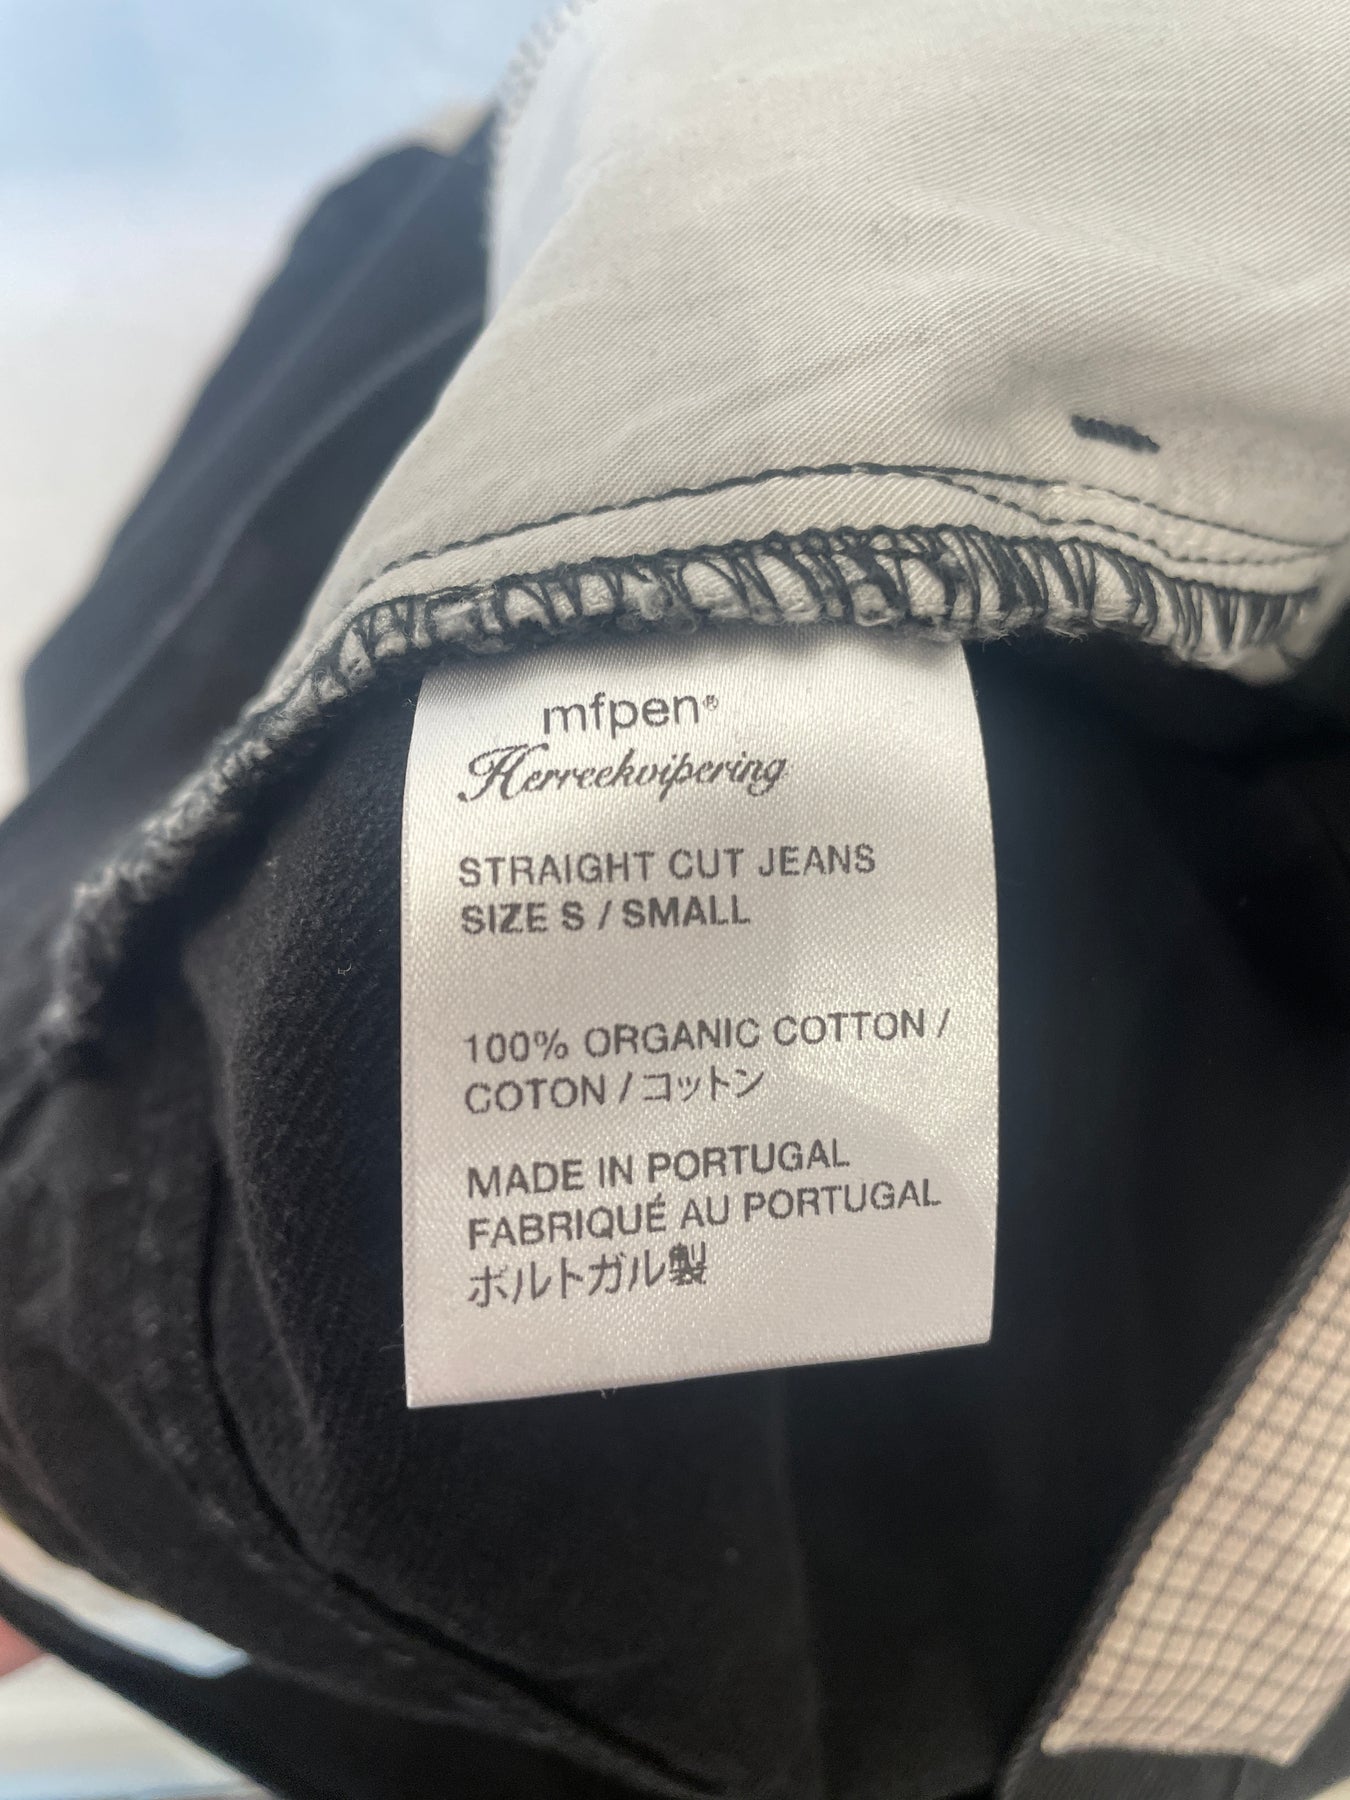 mfpen®
Herreekvipering
STRAIGHT CUT JEANS
SIZE S / SMALL
100% ORGANIC COTTON /
COTON / コットン
MADE IN PORTUGAL
FABRIQUÉ AU PORTUGAL
ポルトガル製